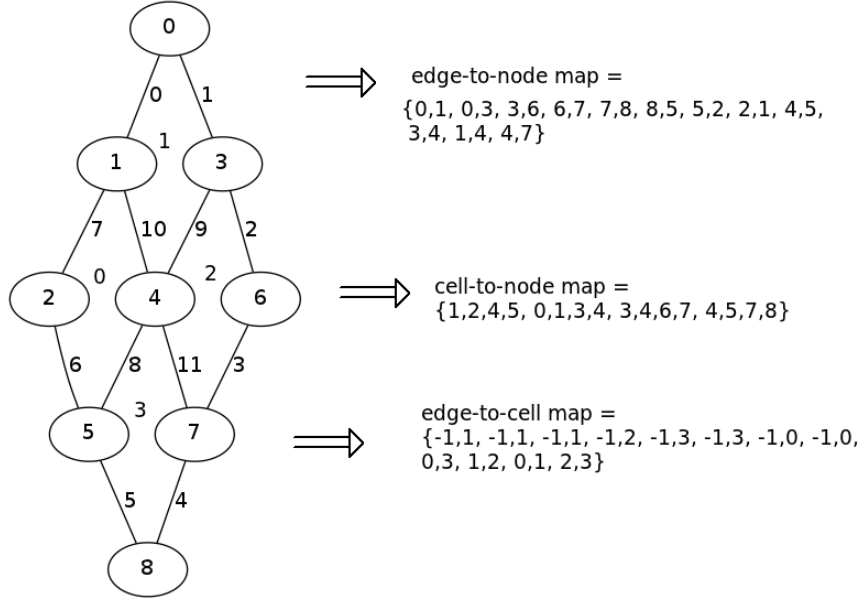 0
0 1
1
1 3
7 10 9 2
0 2
2 4 6
6 8 11 3
3
5 7
5 4
8
edge-to-node map =
{0,1, 0,3, 3,6, 6,7, 7,8, 8,5, 5,2, 2,1, 4,5,
3,4, 1,4, 4,7}
cell-to-node map =
{1,2,4,5, 0,1,3,4, 3,4,6,7, 4,5,7,8}
edge-to-cell map =
{-1,1, -1,1, -1,1, -1,2, -1,3, -1,3, -1,0, -1,0,
0,3, 1,2, 0,1, 2,3}